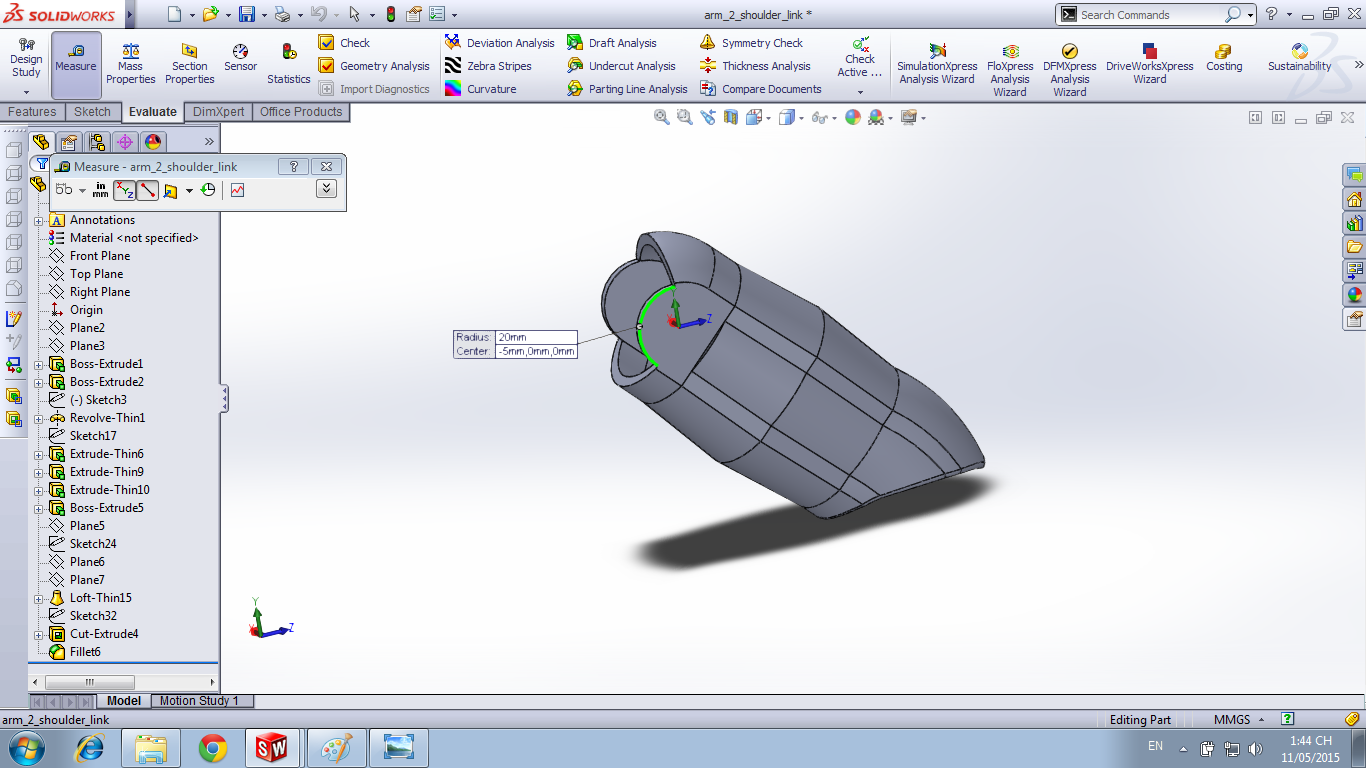 SOLIDWORKS
arm_2_shoulder_link *
Search Commands
Design Study
Measure
Mass Properties
Section Properties
Sensor
Statistics
Check
Geometry Analysis
Import Diagnostics
Deviation Analysis
Zebra Stripes
Curvature
Draft Analysis
Undercut Analysis
Parting Line Analysis
Symmetry Check
Thickness Analysis
Compare Documents
Check Active ...
SimulationXpress Analysis Wizard
FloXpress Analysis Wizard
DFMXpress Analysis Wizard
DriveWorksXpress Wizard
Costing
Sustainability
Features
Sketch
Evaluate
DimXpert
Office Products
Measure - arm_2_shoulder_link
in
mm
XYZ
Annotations
Material <not specified>
Front Plane
Top Plane
Right Plane
Origin
Plane2
Plane3
Boss-Extrude1
Boss-Extrude2
(-) Sketch3
Revolve-Thin1
Sketch17
Extrude-Thin6
Extrude-Thin9
Extrude-Thin10
Boss-Extrude5
Plane5
Sketch24
Plane6
Plane7
Loft-Thin15
Sketch32
Cut-Extrude4
Fillet6
Radius: 20mm
Center: -5mm,0mm,0mm
Z
Y
Z
Model
Motion Study 1
arm_2_shoulder_link
Editing Part
MMGS
SW
EN
1:44 CH
11/05/2015